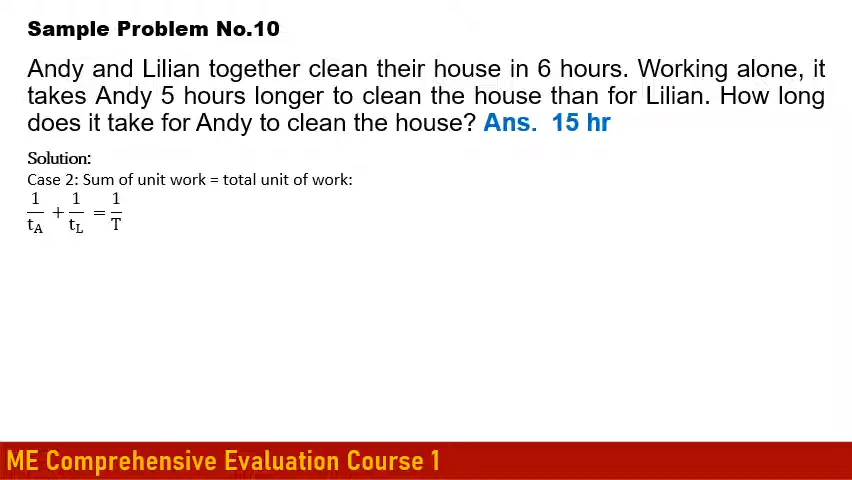 Sample Problem No.10
Andy and Lilian together clean their house in 6 hours. Working alone, it
takes Andy 5 hours longer to clean the house than for Lilian. How long
does it take for Andy to clean the house? Ans.  15 hr
Solution:
Case 2: Sum of unit work = total unit of work:
1/t_A + 1/t_L = 1/T
ME Comprehensive Evaluation Course 1